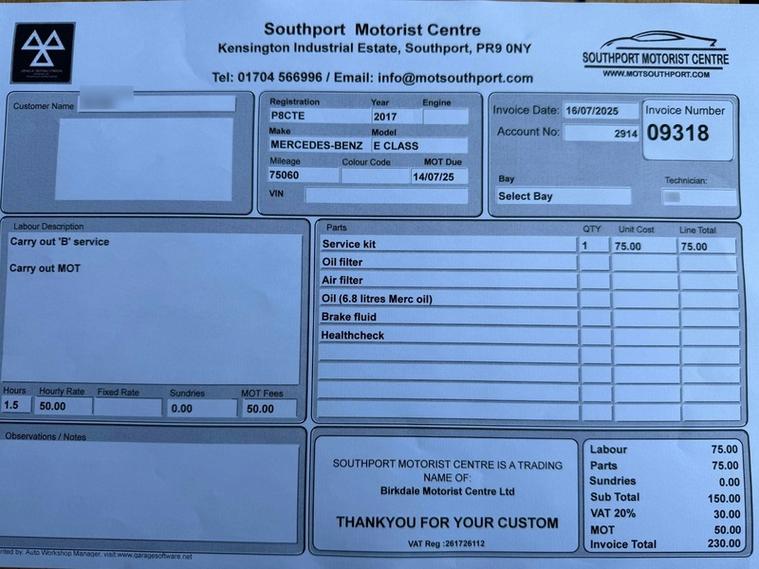 Southport Motorist Centre
Kensington Industrial Estate, Southport, PR9 0NY
Tel: 01704 566996 / Email: info@motsouthport.com
SOUTHPORT MOTORIST CENTRE
WWW.MOTSOUTHPORT.COM
Customer Name
Registration Year Engine
P8CTE 2017
Make Model
MERCEDES-BENZ E CLASS
Mileage Colour Code MOT Due
75060 14/07/25
VIN
Invoice Date: 16/07/2025
Account No: 2914
Invoice Number
09318
Bay Technician:
Select Bay
Labour Description
Carry out 'B' service
Carry out MOT
Hours Hourly Rate Fixed Rate Sundries MOT Fees
1.5 50.00 0.00 50.00
Parts QTY Unit Cost Line Total
Service kit 1 75.00 75.00
Oil filter
Air filter
Oil (6.8 litres Merc oil)
Brake fluid
Healthcheck
Observations / Notes
SOUTHPORT MOTORIST CENTRE IS A TRADING
NAME OF:
Birkdale Motorist Centre Ltd
THANKYOU FOR YOUR CUSTOM
VAT Reg :261726112
Labour 75.00
Parts 75.00
Sundries 0.00
Sub Total 150.00
VAT 20% 30.00
MOT 50.00
Invoice Total 230.00
nted by: Auto Workshop Manager, visit:www.garagesoftware.net